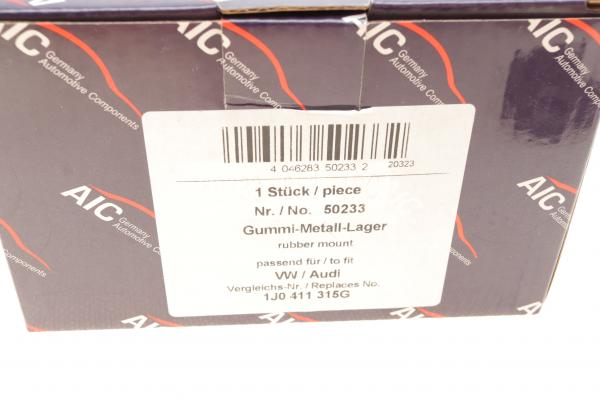 AIC Germany
Automotive Components
AIC Germany
Automotive Components
AIC Germany
Automotive Components
AIC Germany
Automotive Components
AIC Germany
Automotive Components
4 046283 50233 2 20323
1 Stück / piece
Nr. / No. 50233
Gummi-Metall-Lager
rubber mount
passend für / to fit
VW / Audi
Vergleichs-Nr. / Replaces No.
1J0 411 315G